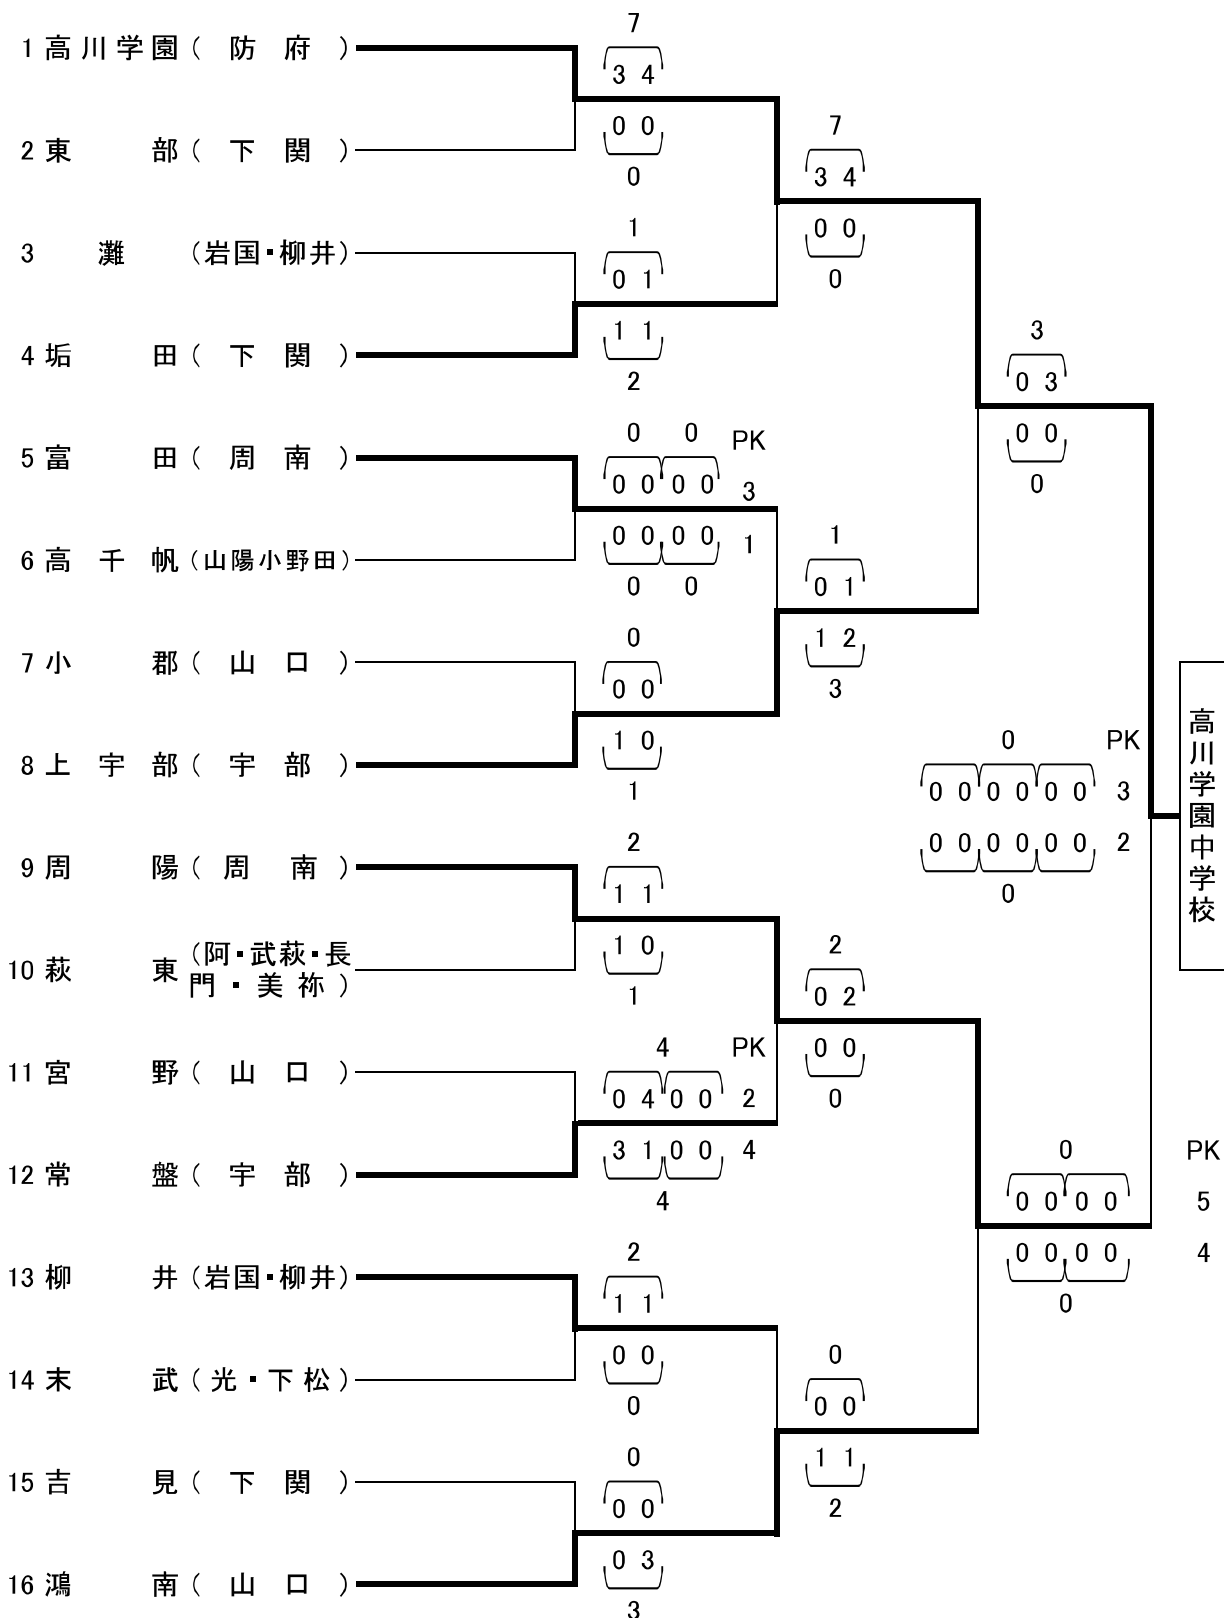 7
1 高川学園 ( 防 府 )
3 4
0 0
0
2 東 部 ( 下 関 )
7
3 4
0 0
0
1
3 灘 (岩国・柳井)
0 1
1 1
2
4 垢 田 ( 下 関 )
3
0 3
0 0
0
0 0 PK
5 富 田 ( 周 南 )
0 0 0 0 3
0 0 0 0 1
0 0
6 高 千 帆 (山陽小野田)
1
0 1
1 2
3
0
7 小 郡 ( 山 口 )
0 0
1 0
1
8 上 宇 部 ( 宇 部 )
0 PK
0 0 0 0 0 0 3
0 0 0 0 0 0 2
0
高川学園中学校
2
9 周 陽 ( 周 南 )
1 1
1 0
1
10 萩 東 (阿・武萩・長
門・美祢)
2
0 2
0 0
0
4 PK
11 宮 野 ( 山 口 )
0 4 0 0 2
3 1 0 0 4
4
12 常 盤 ( 宇 部 )
0 PK
0 0 0 0 5
0 0 0 0 4
0
2
13 柳 井 (岩国・柳井)
1 1
0 0
0
14 末 武 (光・下松)
0
0 0
1 1
2
0
15 吉 見 ( 下 関 )
0 0
0 3
3
16 鴻 南 ( 山 口 )